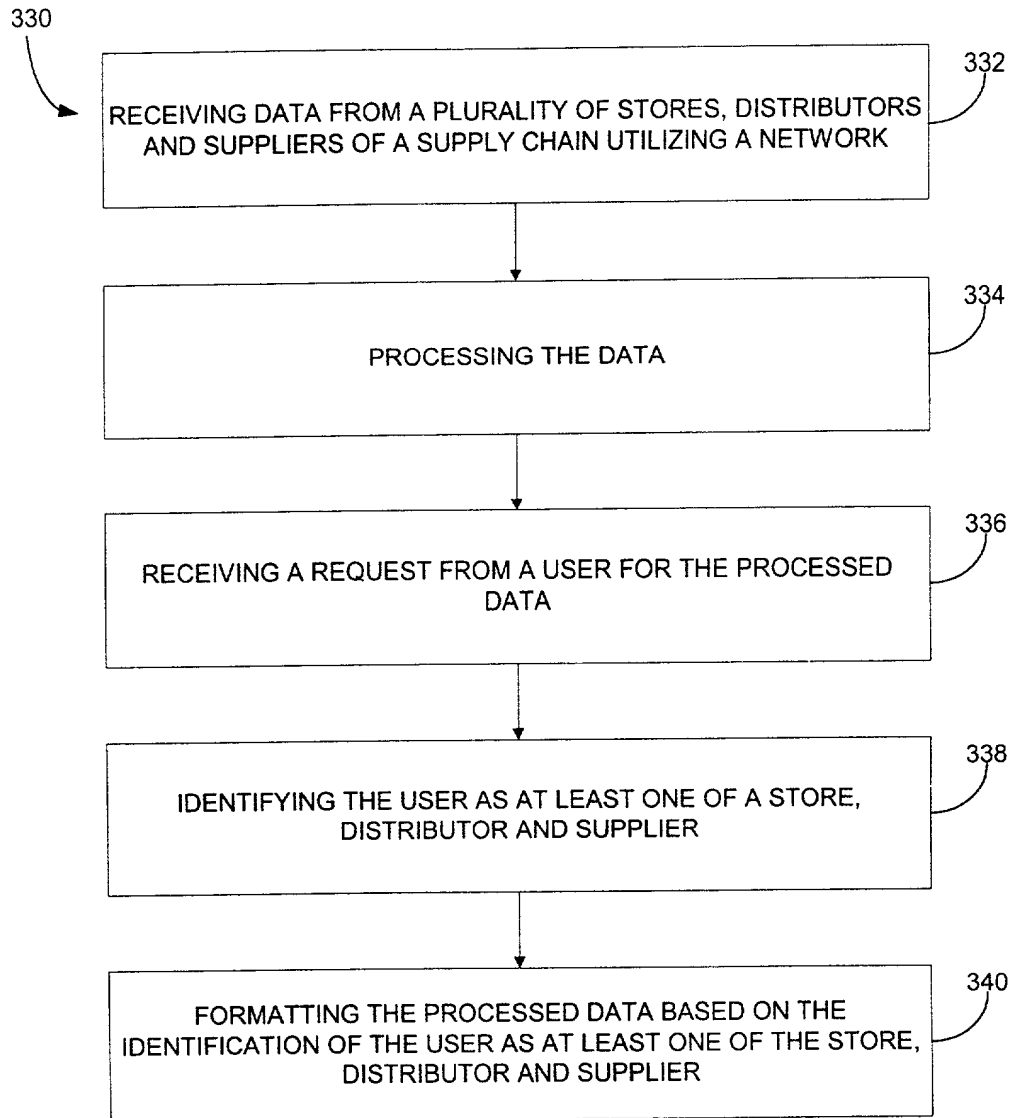 330
332
RECEIVING DATA FROM A PLURALITY OF STORES, DISTRIBUTORS
AND SUPPLIERS OF A SUPPLY CHAIN UTILIZING A NETWORK
334
PROCESSING THE DATA
336
RECEIVING A REQUEST FROM A USER FOR THE PROCESSED
DATA
338
IDENTIFYING THE USER AS AT LEAST ONE OF A STORE,
DISTRIBUTOR AND SUPPLIER
340
FORMATTING THE PROCESSED DATA BASED ON THE
IDENTIFICATION OF THE USER AS AT LEAST ONE OF THE STORE,
DISTRIBUTOR AND SUPPLIER